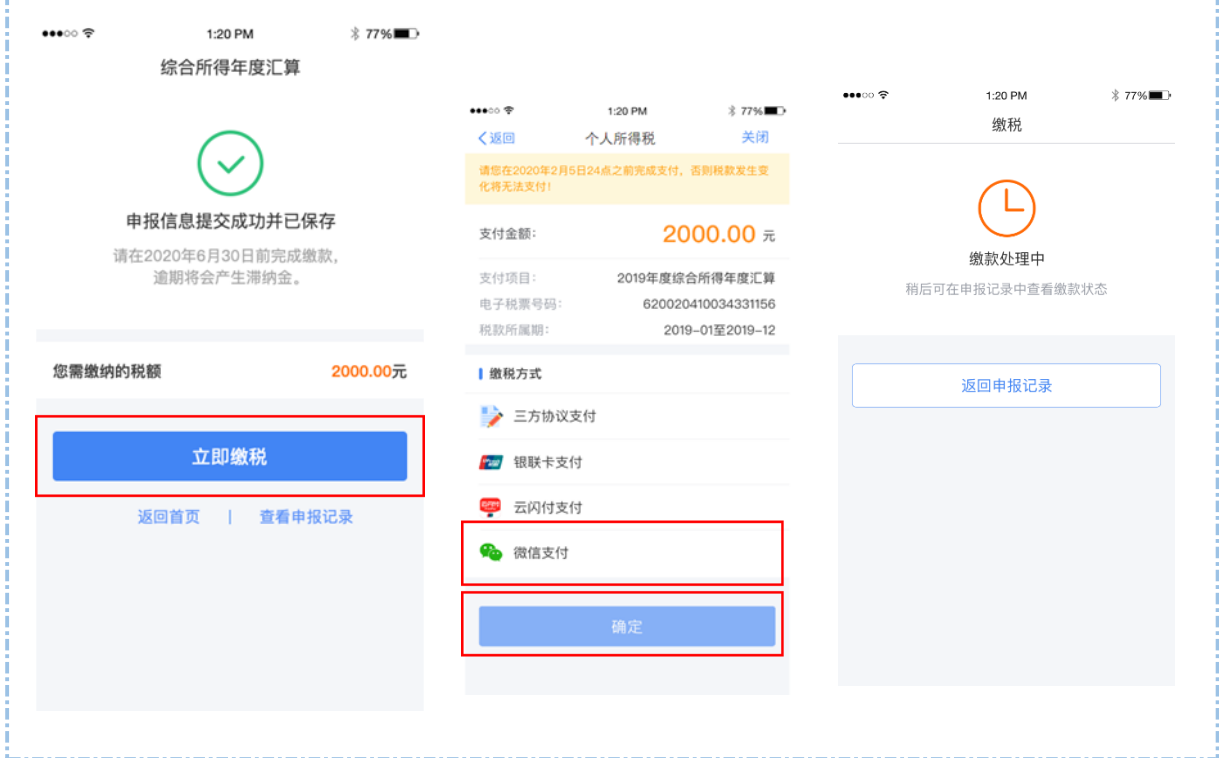 1:20 PM
77%
综合所得年度汇算
申报信息提交成功并已保存
请在2020年6月30日前完成缴款,
逾期将会产生滞纳金。
您需缴纳的税额
2000.00元
立即缴税
返回首页 | 查看申报记录
1:20 PM
77%
返回
个人所得税
关闭
请您在2020年2月5日24点之前完成支付，否则税款发生变
化将无法支付!
支付金额:
2000.00 元
支付项目:
2019年度综合所得年度汇算
电子税票号码:
620020410034331156
税款所属期:
2019-01至2019-12
缴税方式
三方协议支付
银联卡支付
云闪付支付
微信支付
确定
1:20 PM
77%
缴税
缴款处理中
稍后可在申报记录中查看缴款状态
返回申报记录